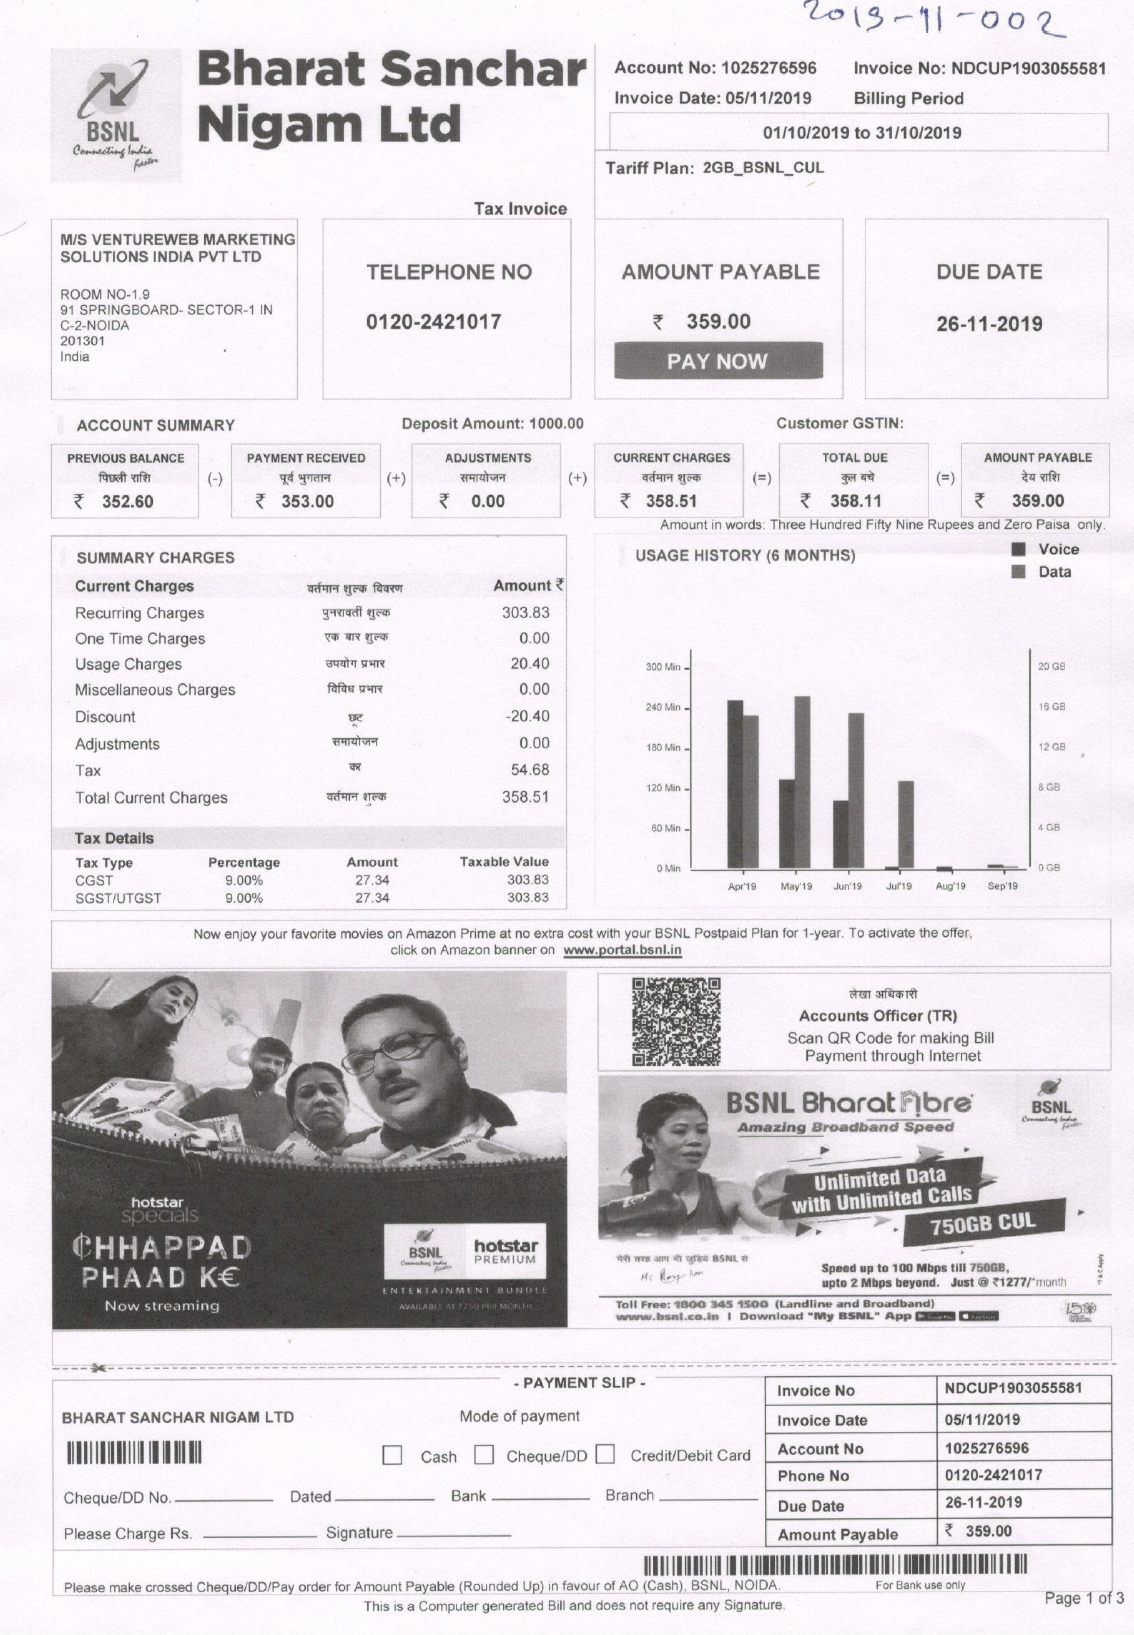 2019-11-002
BSNL
Connecting India
faster
Bharat Sanchar
Nigam Ltd
Account No: 1025276596 Invoice No: NDCUP1903055581
Invoice Date: 05/11/2019 Billing Period
01/10/2019 to 31/10/2019
Tariff Plan: 2GB_BSNL_CUL
Tax Invoice
M/S VENTUREWEB MARKETING
SOLUTIONS INDIA PVT LTD
ROOM NO-1.9
91 SPRINGBOARD- SECTOR-1 IN
C-2-NOIDA
201301
India
TELEPHONE NO
0120-2421017
AMOUNT PAYABLE
₹ 359.00
PAY NOW
DUE DATE
26-11-2019
ACCOUNT SUMMARY Deposit Amount: 1000.00 Customer GSTIN:
PREVIOUS BALANCE PAYMENT RECEIVED ADJUSTMENTS CURRENT CHARGES TOTAL DUE AMOUNT PAYABLE
पिछली राशि (-) पूर्व भुगतान (+) समायोजन (+) वर्तमान शुल्क (=) कुल बचे (=) देय राशि
₹ 352.60 ₹ 353.00 ₹ 0.00 ₹ 358.51 ₹ 358.11 ₹ 359.00
Amount in words: Three Hundred Fifty Nine Rupees and Zero Paisa only.
SUMMARY CHARGES
Current Charges वर्तमान शुल्क विवरण Amount ₹
Recurring Charges पुनरावर्ती शुल्क 303.83
One Time Charges एक बार शुल्क 0.00
Usage Charges उपयोग प्रभार 20.40
Miscellaneous Charges विविध प्रभार 0.00
Discount छूट -20.40
Adjustments समायोजन 0.00
Tax कर 54.68
Total Current Charges वर्तमान शुल्क 358.51
Tax Details
Tax Type Percentage Amount Taxable Value
CGST 9.00% 27.34 303.83
SGST/UTGST 9.00% 27.34 303.83
USAGE HISTORY (6 MONTHS)
Voice
Data
300 Min 20 GB
240 Min 16 GB
180 Min 12 GB
120 Min 8 GB
60 Min 4 GB
0 Min 0 GB
Apr'19 May'19 Jun'19 Jul'19 Aug'19 Sep'19
Now enjoy your favorite movies on Amazon Prime at no extra cost with your BSNL Postpaid Plan for 1-year. To activate the offer,
click on Amazon banner on www.portal.bsnl.in
hotstar
specials
₵HHAPPAD
PHAAD K€
Now streaming
BSNL
Connecting India
faster
hotstar
PREMIUM
ENTERTAINMENT BUNDLE
AVAILABLE AT ₹750 PER MONTH
लेखा अधिकारी
Accounts Officer (TR)
Scan QR Code for making Bill
Payment through Internet
BSNL Bharat Fibre
Amazing Broadband Speed
BSNL
Connecting India
faster
Unlimited Data
with Unlimited Calls
750GB CUL
मेरी तरह आप भी जुड़िये BSNL से
Speed up to 100 Mbps till 750GB,
upto 2 Mbps beyond. Just @ ₹1277/*month
*T & C Apply
Toll Free: 1800 345 1500 (Landline and Broadband)
www.bsnl.co.in | Download "My BSNL" App
- PAYMENT SLIP -
BHARAT SANCHAR NIGAM LTD Mode of payment
Cash Cheque/DD Credit/Debit Card
Cheque/DD No. Dated Bank Branch
Please Charge Rs. Signature
Invoice No NDCUP1903055581
Invoice Date 05/11/2019
Account No 1025276596
Phone No 0120-2421017
Due Date 26-11-2019
Amount Payable ₹ 359.00
Please make crossed Cheque/DD/Pay order for Amount Payable (Rounded Up) in favour of AO (Cash), BSNL, NOIDA. For Bank use only
This is a Computer generated Bill and does not require any Signature.
Page 1 of 3